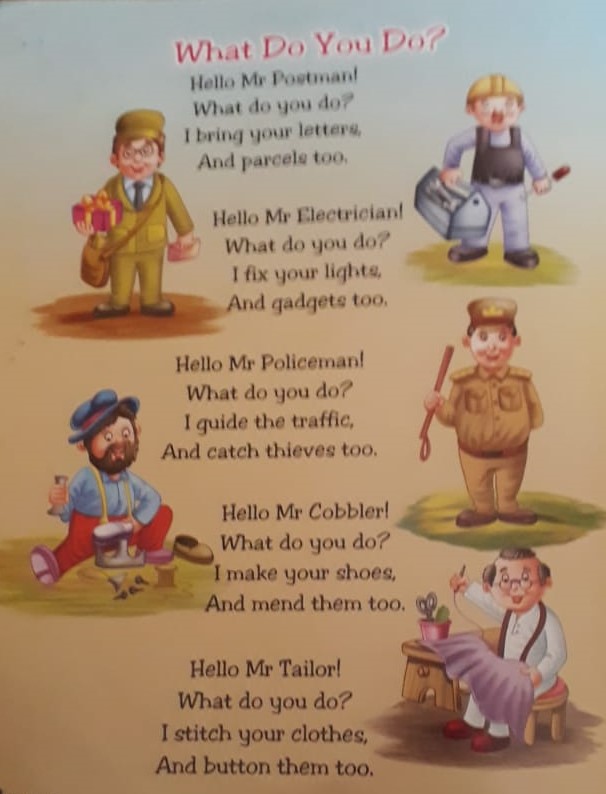 What Do You Do?
Hello Mr Postman!
What do you do?
I bring your letters,
And parcels too.
Hello Mr Electrician!
What do you do?
I fix your lights,
And gadgets too.
Hello Mr Policeman!
What do you do?
I guide the traffic,
And catch thieves too.
Hello Mr Cobbler!
What do you do?
I make your shoes,
And mend them too.
Hello Mr Tailor!
What do you do?
I stitch your clothes,
And button them too.